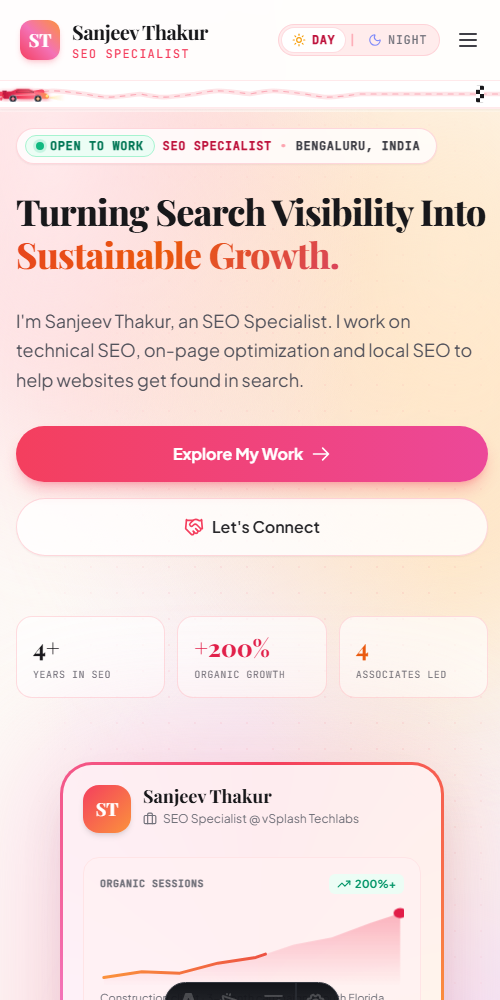 ST
Sanjeev Thakur
SEO SPECIALIST
DAY | NIGHT
OPEN TO WORK SEO SPECIALIST • BENGALURU, INDIA
Turning Search Visibility Into
Sustainable Growth.
I'm Sanjeev Thakur, an SEO Specialist. I work on
technical SEO, on-page optimization and local SEO to
help websites get found in search.
Explore My Work →
Let's Connect
4+
YEARS IN SEO
+200%
ORGANIC GROWTH
4
ASSOCIATES LED
ST
Sanjeev Thakur
SEO Specialist @ vSplash Techlabs
ORGANIC SESSIONS
200%+
Florida